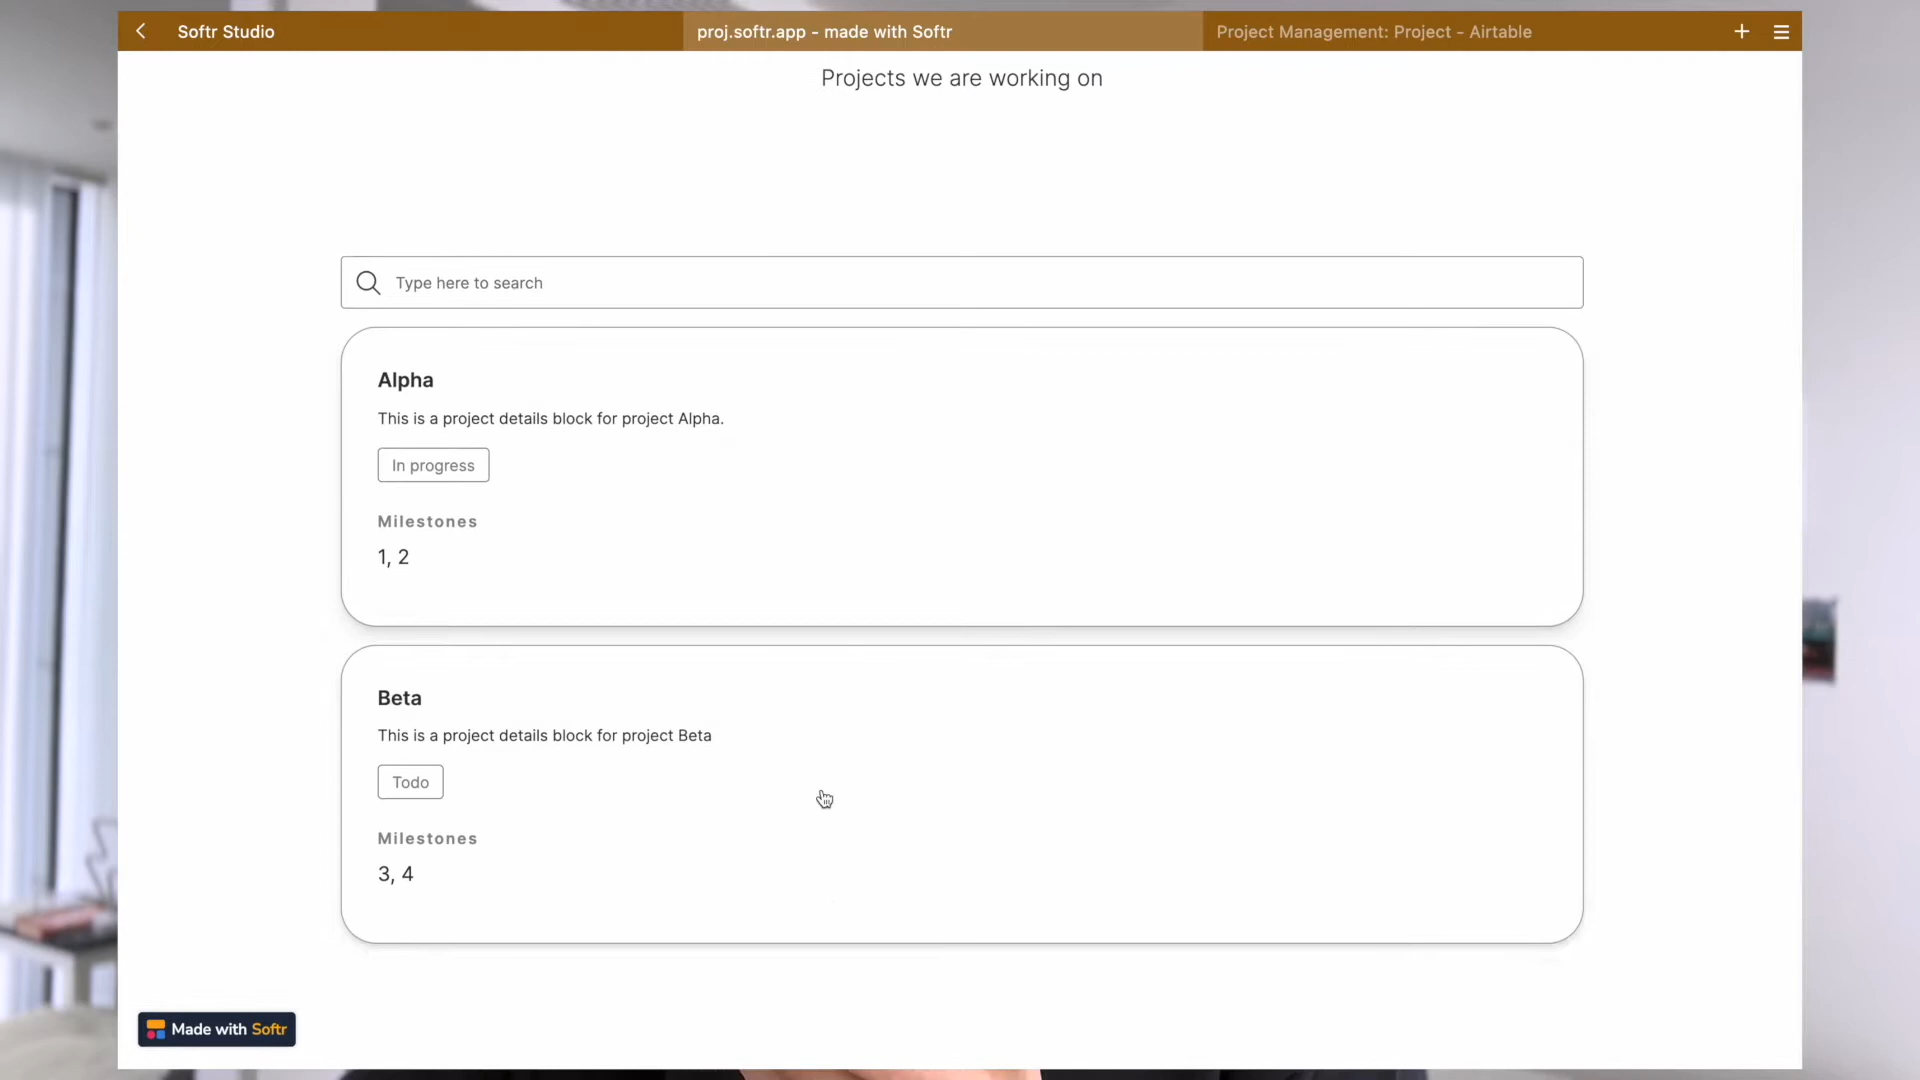 Softr Studio
proj.softr.app - made with Softr
Project Management: Project - Airtable
Projects we are working on
Type here to search
Alpha
This is a project details block for project Alpha.
In progress
Milestones
1, 2
Beta
This is a project details block for project Beta
Todo
Milestones
3, 4
Made with Softr